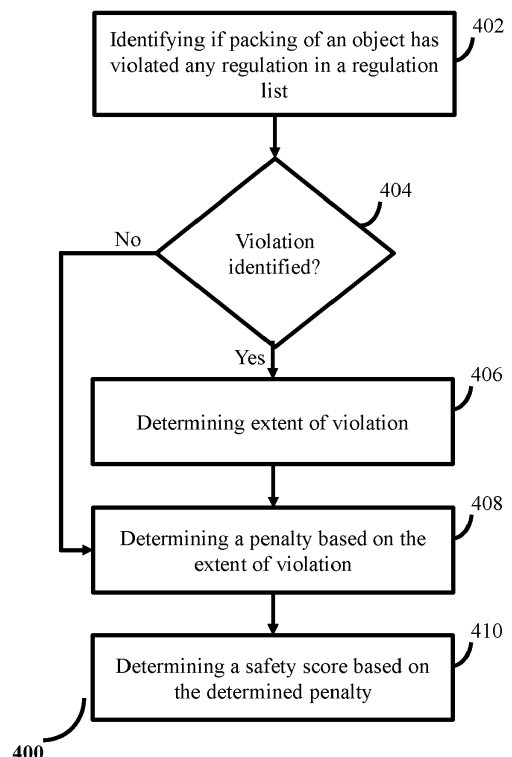 Identifying if packing of an object has
violated any regulation in a regulation
list
402
404
No
Violation
identified?
Yes
406
Determining extent of violation
408
Determining a penalty based on the
extent of violation
410
Determining a safety score based on
the determined penalty
400